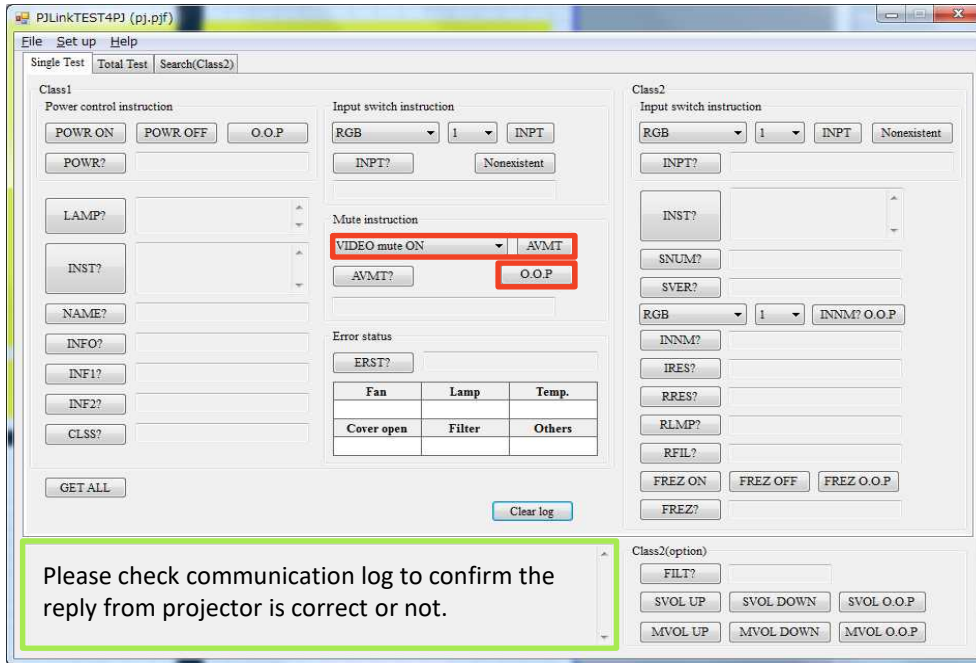 PJLinkTEST4PJ (pj.pjf)
File Set up Help
Single Test Total Test Search(Class2)
Class1
Power control instruction
POWR ON POWR OFF O.O.P
POWR?
LAMP?
INST?
NAME?
INFO?
INF1?
INF2?
CLSS?
GET ALL
Input switch instruction
RGB 1 INPT
INPT? Nonexistent
Mute instruction
VIDEO mute ON AVMT
AVMT? O.O.P
Error status
ERST?
Fan Lamp Temp.
Cover open Filter Others
Clear log
Class2
Input switch instruction
RGB 1 INPT Nonexistent
INPT?
INST?
SNUM?
SVER?
RGB 1 INNM? O.O.P
INNM?
IRES?
RRES?
RLMP?
RFIL?
FREZ ON FREZ OFF FREZ O.O.P
FREZ?
Please check communication log to confirm the
reply from projector is correct or not.
Class2(option)
FILT?
SVOL UP SVOL DOWN SVOL O.O.P
MVOL UP MVOL DOWN MVOL O.O.P